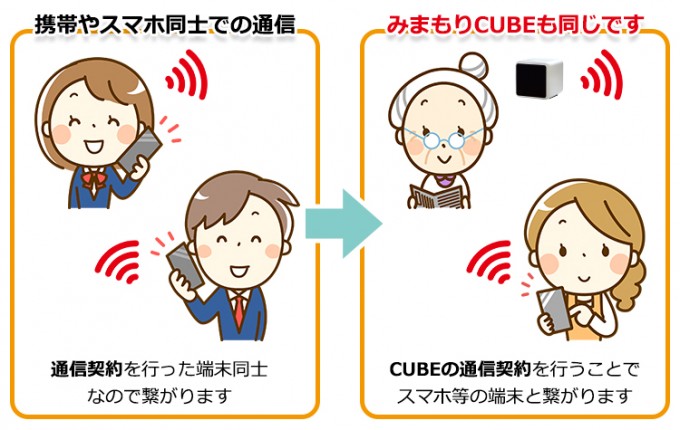 携帯やスマホ同士での通信
通信契約を行った端末同士
なので繋がります
みまもりCUBEも同じです
CUBEの通信契約を行うことで
スマホ等の端末と繋がります